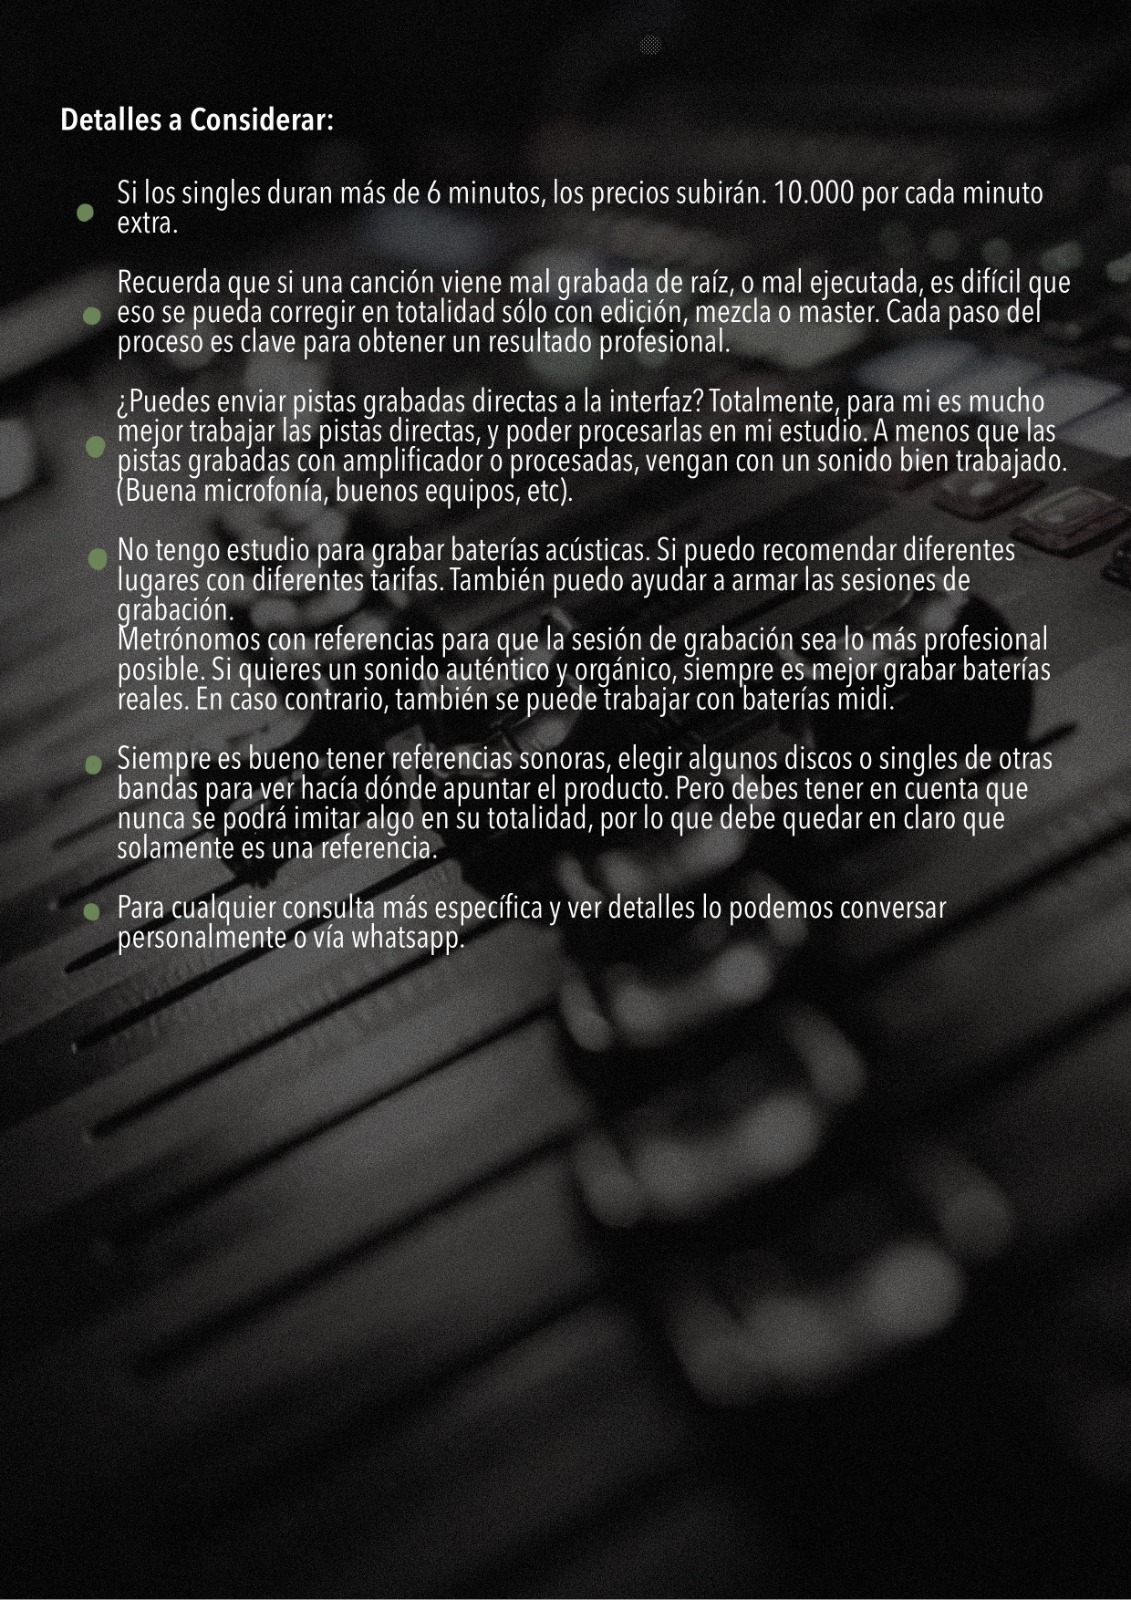 Detalles a Considerar:
Si los singles duran más de 6 minutos, los precios subirán. 10.000 por cada minuto
extra.
Recuerda que si una canción viene mal grabada de raíz, o mal ejecutada, es difícil que
eso se pueda corregir en totalidad sólo con edición, mezcla o master. Cada paso del
proceso es clave para obtener un resultado profesional.
¿Puedes enviar pistas grabadas directas a la interfaz? Totalmente, para mi es mucho
mejor trabajar las pistas directas, y poder procesarlas en mi estudio. A menos que las
pistas grabadas con amplificador o procesadas, vengan con un sonido bien trabajado.
(Buena microfonía, buenos equipos, etc).
No tengo estudio para grabar baterías acústicas. Si puedo recomendar diferentes
lugares con diferentes tarifas. También puedo ayudar a armar las sesiones de
grabación.
Metrónomos con referencias para que la sesión de grabación sea lo más profesional
posible. Si quieres un sonido auténtico y orgánico, siempre es mejor grabar baterías
reales. En caso contrario, también se puede trabajar con baterías midi.
Siempre es bueno tener referencias sonoras, elegir algunos discos o singles de otras
bandas para ver hacía dónde apuntar el producto. Pero debes tener en cuenta que
nunca se podrá imitar algo en su totalidad, por lo que debe quedar en claro que
solamente es una referencia.
Para cualquier consulta más específica y ver detalles lo podemos conversar
personalmente o vía whatsapp.